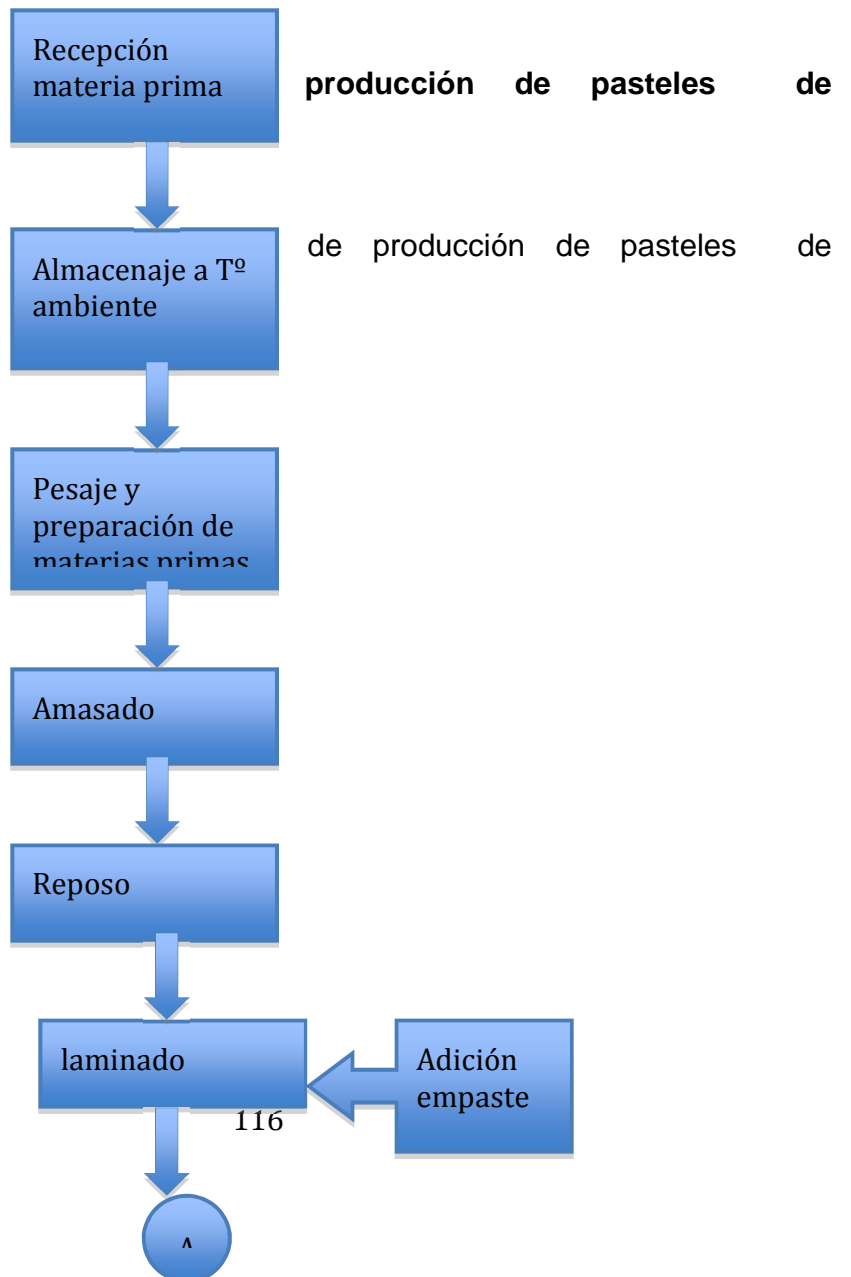 Recepción
materia prima
producción de pasteles de
de producción de pasteles de
Almacenaje a Tº
ambiente
Pesaje y
preparación de
materias primas
Amasado
Reposo
laminado
Adición
empaste
116